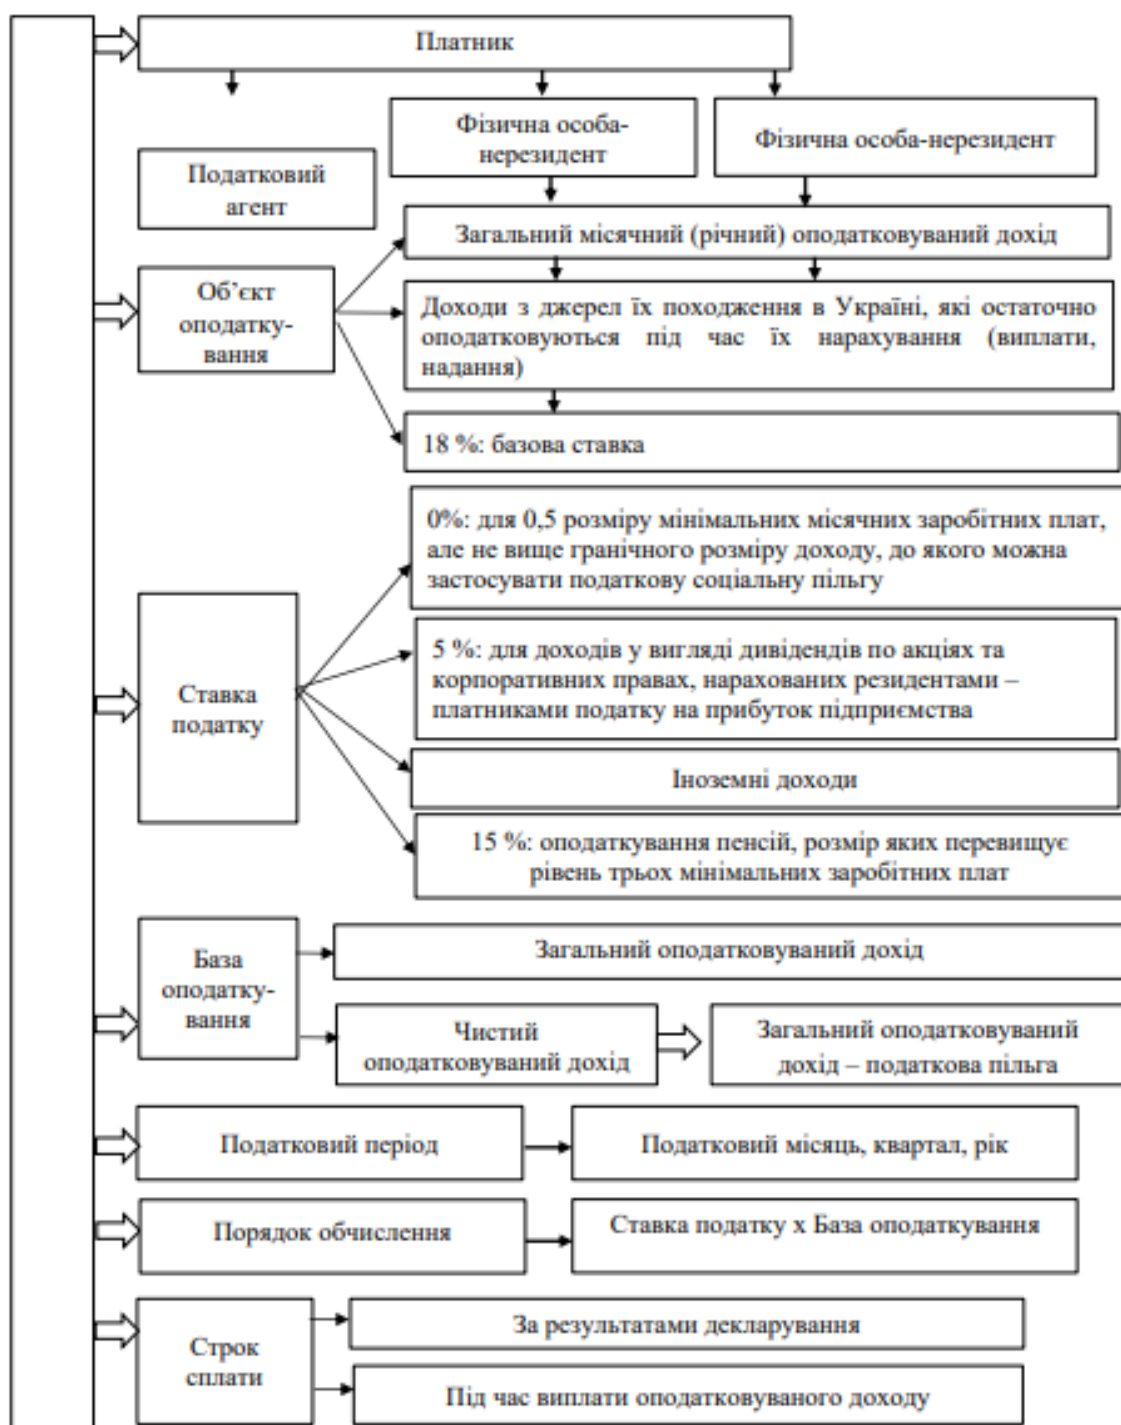 Платник
Фізична особа-
нерезидент
Фізична особа-нерезидент
Податковий
агент
Загальний місячний (річний) оподатковуваний дохід
Об’єкт
оподатку-
вання
Доходи з джерел їх походження в Україні, які остаточно
оподатковуються під час їх нарахування (виплати,
надання)
18 %: базова ставка
0%: для 0,5 розміру мінімальних місячних заробітних плат,
але не вище гранічного розміру доходу, до якого можна
застосувати податкову соціальну пільгу
Ставка
податку
5 %: для доходів у вигляді дивідендів по акціях та
корпоративних правах, нарахованих резидентами –
платниками податку на прибуток підприємства
Іноземні доходи
15 %: оподаткування пенсій, розмір яких перевищує
рівень трьох мінімальних заробітних плат
База
оподатку-
вання
Загальний оподатковуваний дохід
Чистий
оподатковуваний дохід
Загальний оподатковуваний
дохід – податкова пільга
Податковий період
Податковий місяць, квартал, рік
Порядок обчислення
Ставка податку х База оподаткування
Строк
сплати
За результатами декларування
Під час виплати оподатковуваного доходу